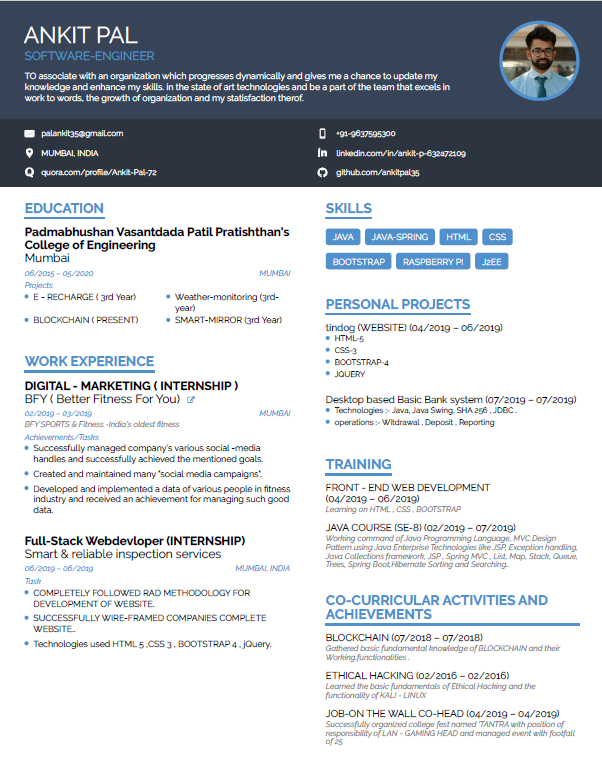 ANKIT PAL
SOFTWARE-ENGINEER
TO associate with an organization which progresses dynamically and gives me a chance to update my
knowledge and enhance my skills. in the state of art technologies and be a part of the team that excels in
work to words, the growth of organization and my statisfaction therof.
palankit35@gmail.com
+91-9637595300
MUMBAI, INDIA
linkedin.com/in/ankit-p-632a72109
quora.com/profile/Ankit-Pal-72
github.com/ankitpal35
EDUCATION
Padmabhushan Vasantdada Patil Pratishthan's
College of Engineering
Mumbai
06/2015 – 05/2020 MUMBAI
Projects
E - RECHARGE ( 3rd Year)
Weather-monitoring (3rd-
year)
BLOCKCHAIN ( PRESENT)
SMART-MIRROR (3rd Year)
WORK EXPERIENCE
DIGITAL - MARKETING ( INTERNSHIP )
BFY ( Better Fitness For You)
02/2019 – 03/2019 MUMBAI
BFY SPORTS & Fitness -India's oldest fitness
Achievements/Tasks
Successfully managed company's various social -media
handles and successfully achieved the mentioned goals.
Created and maintained many "social media campaigns".
Developed and implemented a data of various people in fitness
industry and received an achievement for managing such good
data.
Full-Stack Webdevloper (INTERNSHIP)
Smart & reliable inspection services
06/2019 – 06/2019 MUMBAI, INDIA
Task
COMPLETELY FOLLOWED RAD METHODOLOGY FOR
DEVELOPMENT OF WEBSITE.
SUCCESSFULLY WIRE-FRAMED COMPANIES COMPLETE
WEBSITE..
Technologies used HTML 5 ,CSS 3 , BOOTSTRAP 4 , jQuery.
SKILLS
JAVA JAVA-SPRING HTML CSS
BOOTSTRAP RASPBERRY PI J2EE
PERSONAL PROJECTS
tindog (WEBSITE) (04/2019 – 06/2019)
HTML-5
CSS-3
BOOTSTRAP-4
JQUERY
Desktop based Basic Bank system (07/2019 – 07/2019)
Technologies :- Java, Java Swing, SHA 256 , JDBC .
operations :- Witdrawal , Deposit , Reporting
TRAINING
FRONT - END WEB DEVELOPMENT
(04/2019 – 06/2019)
Learning on HTML , CSS , BOOTSTRAP
JAVA COURSE (SE-8) (02/2019 – 07/2019)
Working command of Java Programming Language, MVC Design
Pattern using Java Enterprise Technologies like JSP, Exception handling,
Java Collections framework, JSP , Spring MVC , List, Map, Stack, Queue,
Trees, Spring Boot,Hibernate Sorting and Searching..
CO-CURRICULAR ACTIVITIES AND
ACHIEVEMENTS
BLOCKCHAIN (07/2018 – 07/2018)
Gathered basic fundamental knowledge of BLOCKCHAIN and their
Working,functionalities .
ETHICAL HACKING (02/2016 – 02/2016)
Learned the basic fundamentals of Ethical Hacking and the
functionality of KALI - LINUX
JOB-ON THE WALL CO-HEAD (04/2019 – 04/2019)
Successfully organized college fest named 'TANTRA with position of
responsibility of LAN - GAMING HEAD and managed event with footfall
of 25